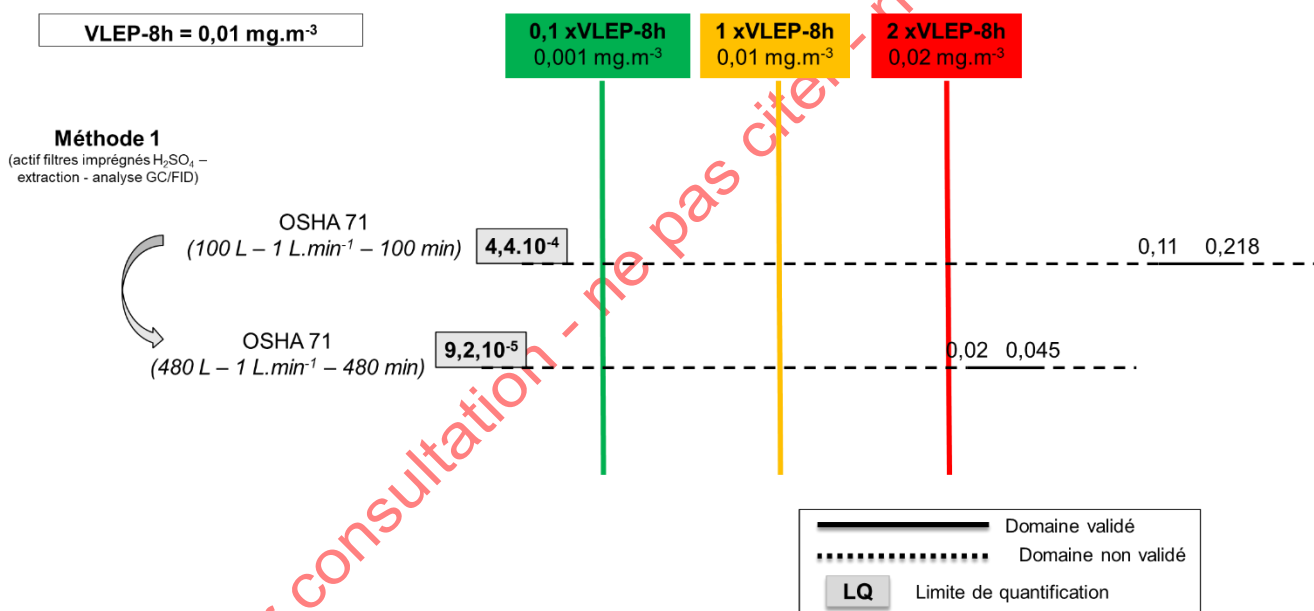 VLEP-8h = 0,01 mg.m-3
0,1 xVLEP-8h
0,001 mg.m-3
1 xVLEP-8h
0,01 mg.m-3
2 xVLEP-8h
0,02 mg.m-3
Méthode 1
(actif filtres imprégnés H2SO4 –
extraction - analyse GC/FID)
OSHA 71
(100 L – 1 L.min-1 – 100 min)
4,4.10-4
0,11 0,218
OSHA 71
(480 L – 1 L.min-1 – 480 min)
9,2,10-5
0,02 0,045
consultation - ne pas citer -
Domaine validé
Domaine non validé
LQ Limite de quantification